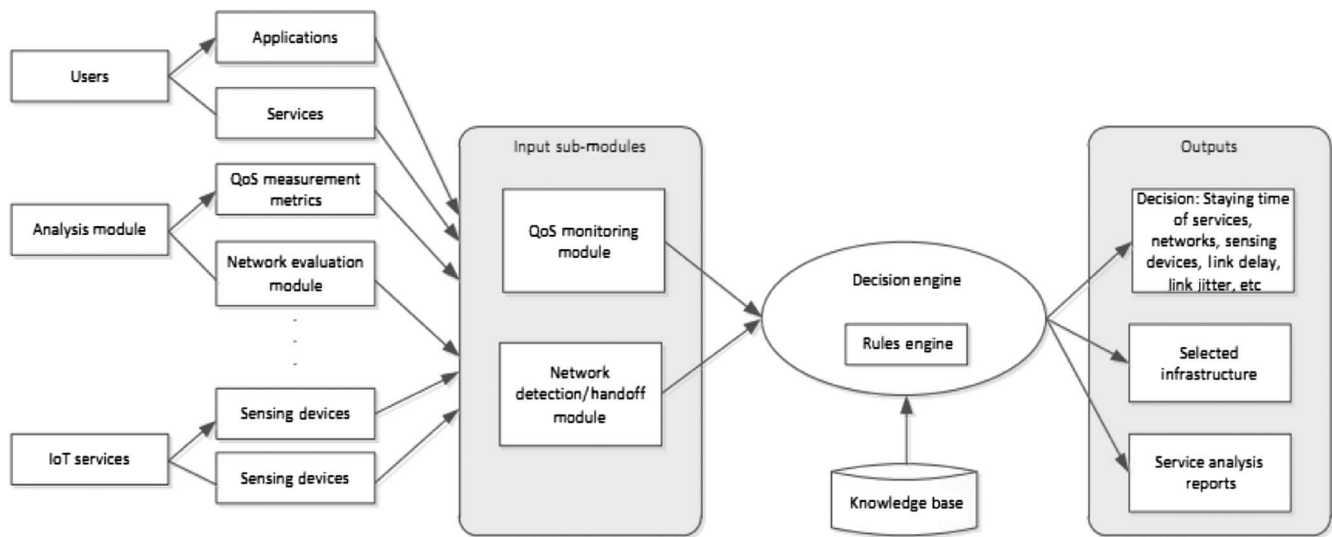 Users
Applications
Services
Analysis module
QoS measurement
metrics
Network evaluation
module
IoT services
Sensing devices
Sensing devices
Input sub-modules
QoS monitoring
module
Network
detection/handoff
module
Decision engine
Rules engine
Knowledge base
Outputs
Decision: Staying time
of services,
networks, sensing
devices, link delay,
link jitter, etc
Selected
infrastructure
Service analysis
reports